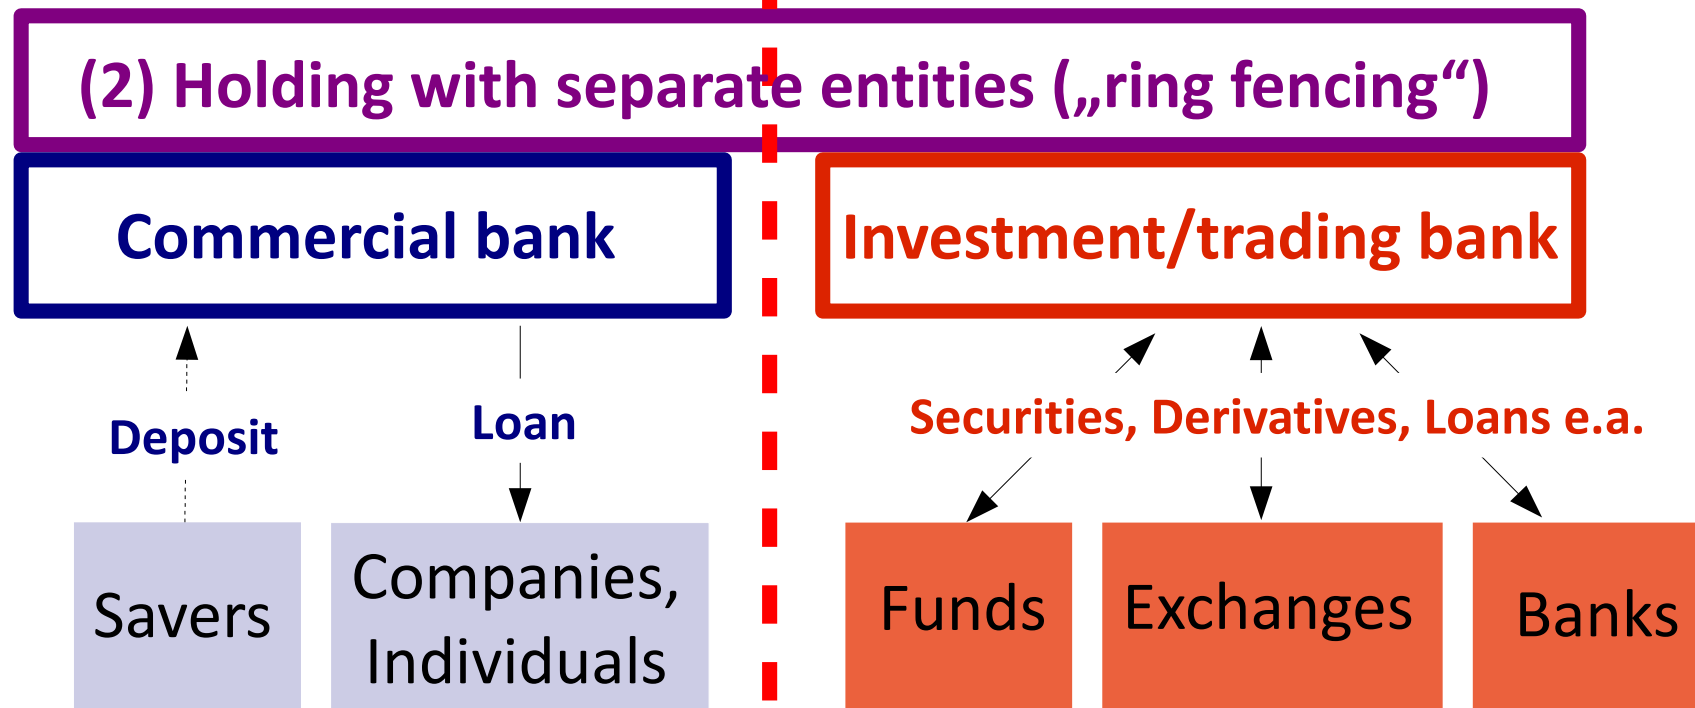 (2) Holding with separate entities („ring fencing“)
Commercial bank
Investment/trading bank
Deposit
Loan
Securities, Derivatives, Loans e.a.
Savers
Companies,
Individuals
Funds
Exchanges
Banks